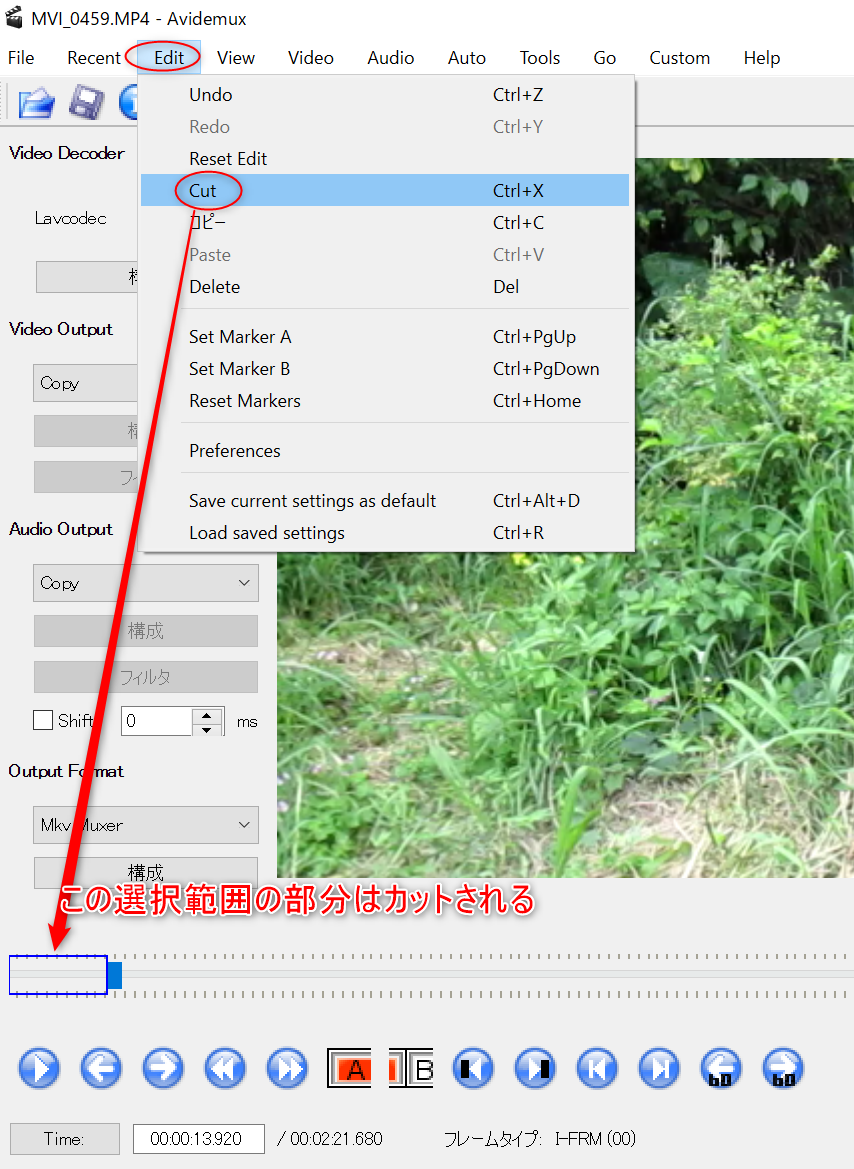 MVI_0459.MP4 - Avidemux
File Recent Edit View Video Audio Auto Tools Go Custom Help
Undo Ctrl+Z
Redo Ctrl+Y
Reset Edit
Cut Ctrl+X
コピー Ctrl+C
Paste Ctrl+V
Delete Del
Set Marker A Ctrl+PgUp
Set Marker B Ctrl+PgDown
Reset Markers Ctrl+Home
Preferences
Save current settings as default Ctrl+Alt+D
Load saved settings Ctrl+R
Video Decoder
Lavcodec
Video Output
Copy
Audio Output
Copy
構成
フィルタ
Shift 0 ms
Output Format
Mkv Muxer
構成
この選択範囲の部分はカットされる
A B 60 60
Time: 00:00:13.920 / 00:02:21.680 フレームタイプ: I-FRM (00)